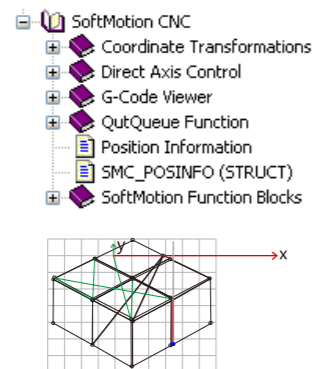 SoftMotion CNC
Coordinate Transformations
Direct Axis Control
G-Code Viewer
QutQueue Function
Position Information
SMC_POSINFO (STRUCT)
SoftMotion Function Blocks
y
x